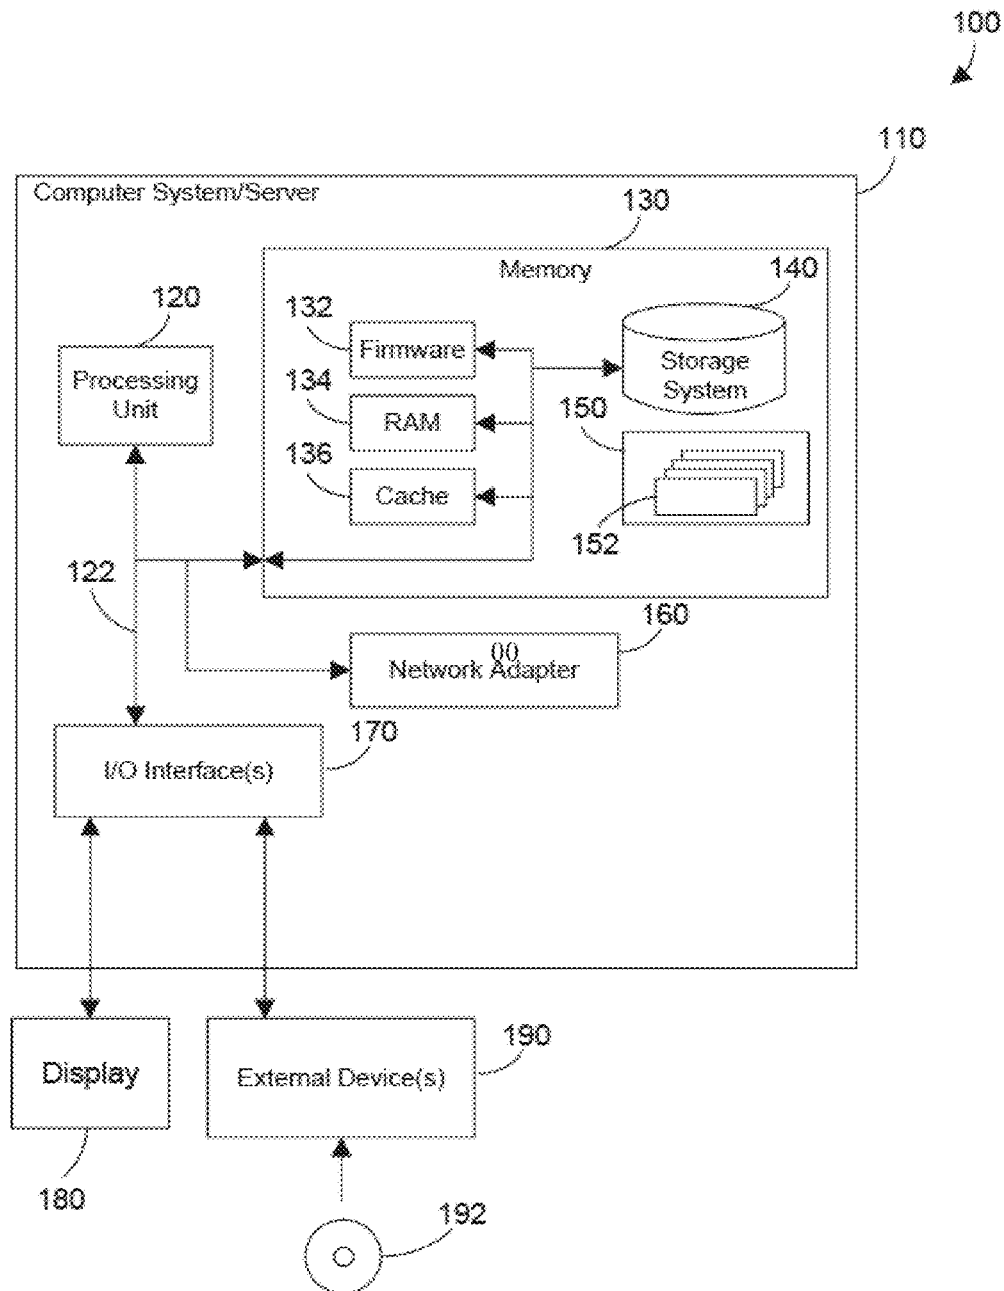 100
110
Computer System/Server
130
Memory
140
120
132
Firmware
Storage
System
Processing
Unit
134
RAM
150
136
Cache
152
122
160
()()
Network Adapter
170
I/O Interface(s)
190
Display
External Device(s)
180
192